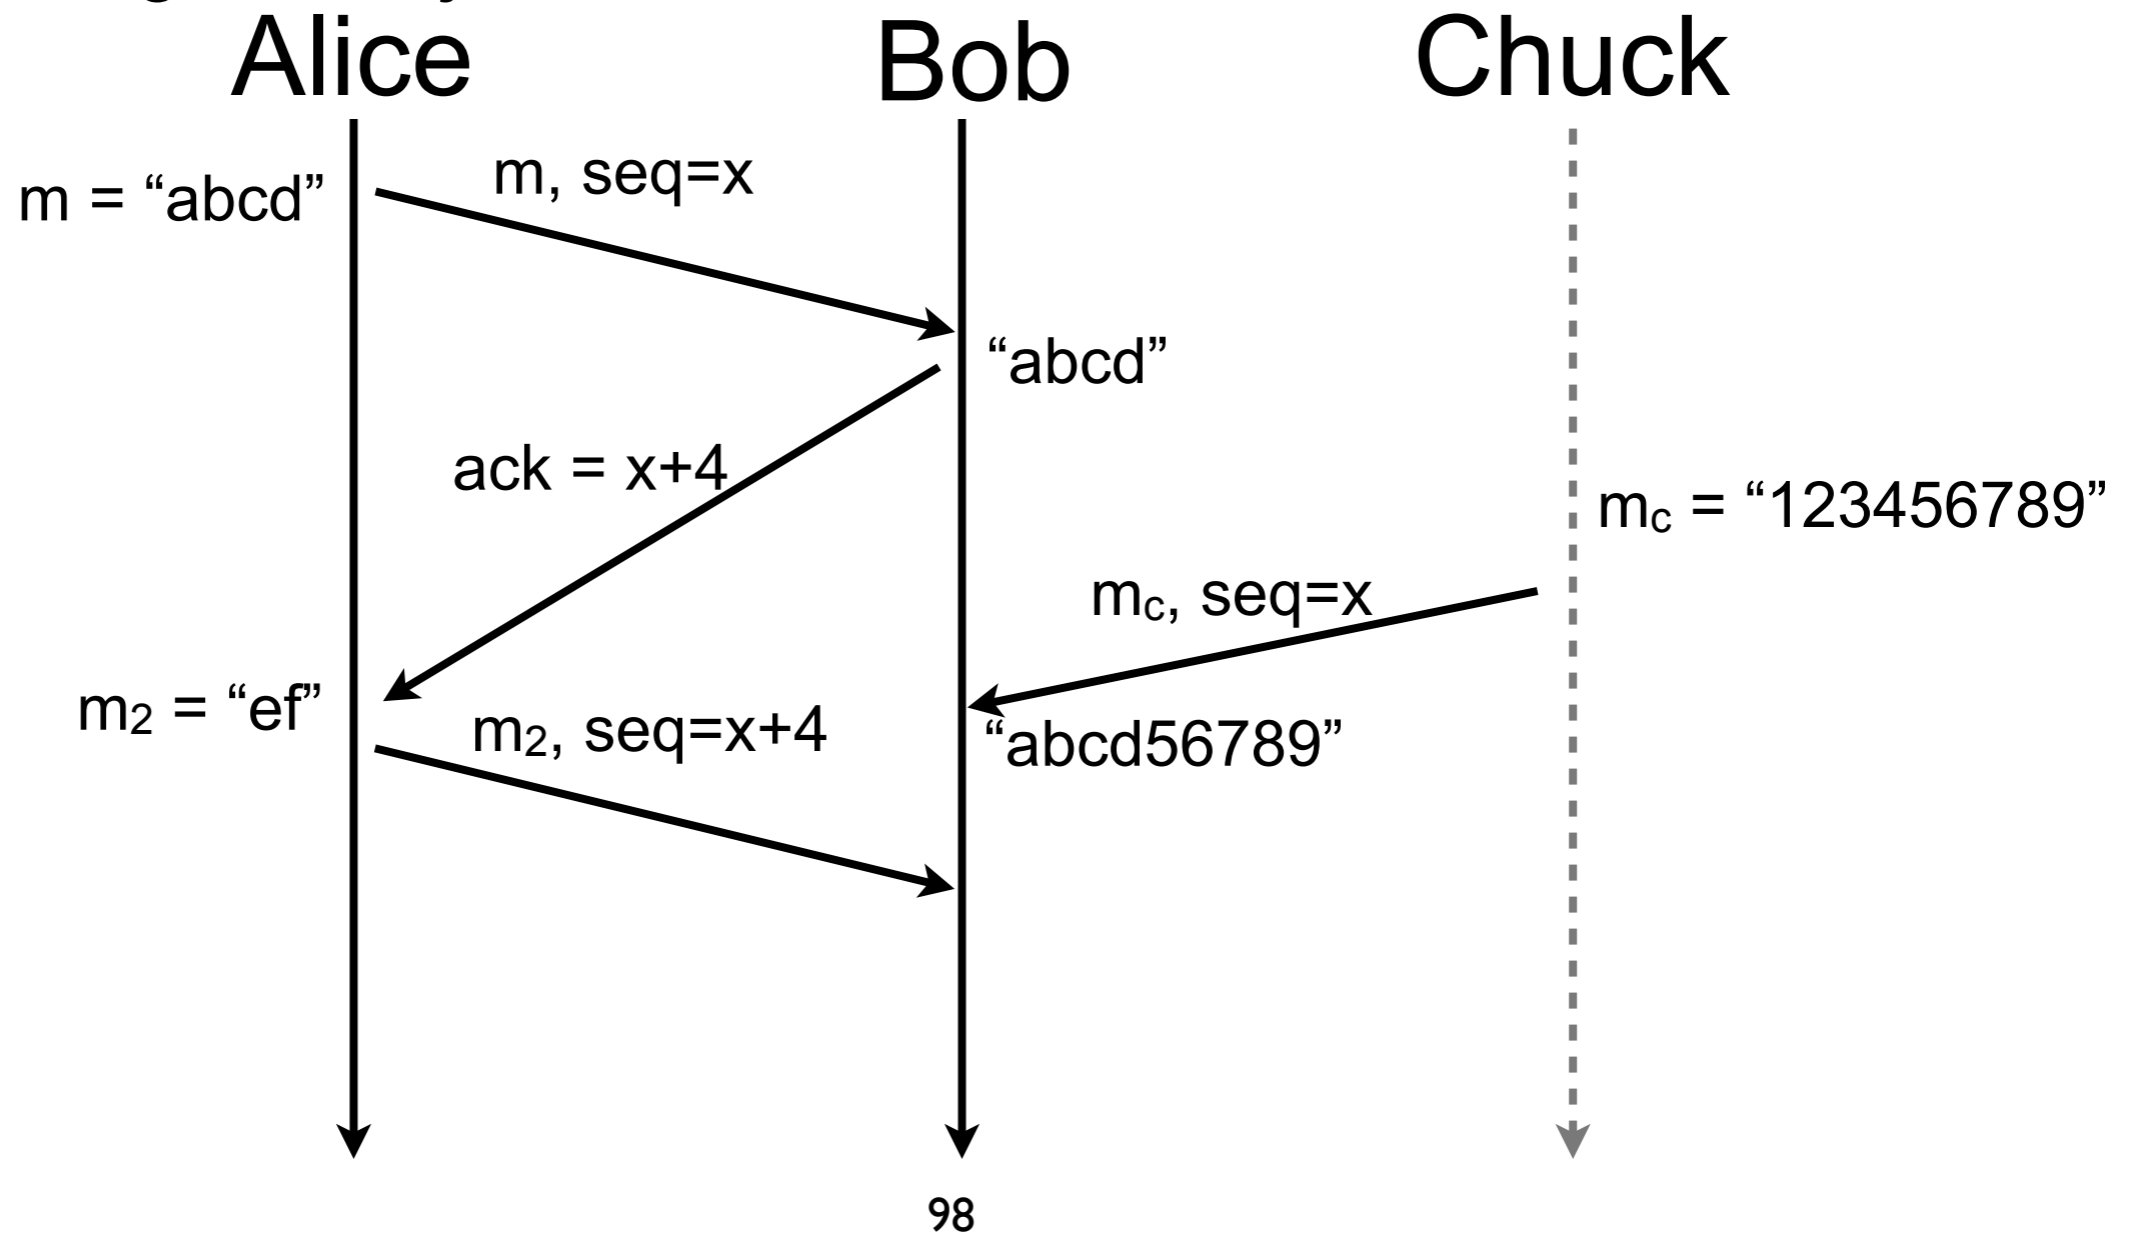 Alice
Bob
Chuck
m = “abcd”
m, seq=x
“abcd”
ack = x+4
mc = “123456789”
mc, seq=x
m2 = “ef”
m2, seq=x+4
“abcd56789”
98